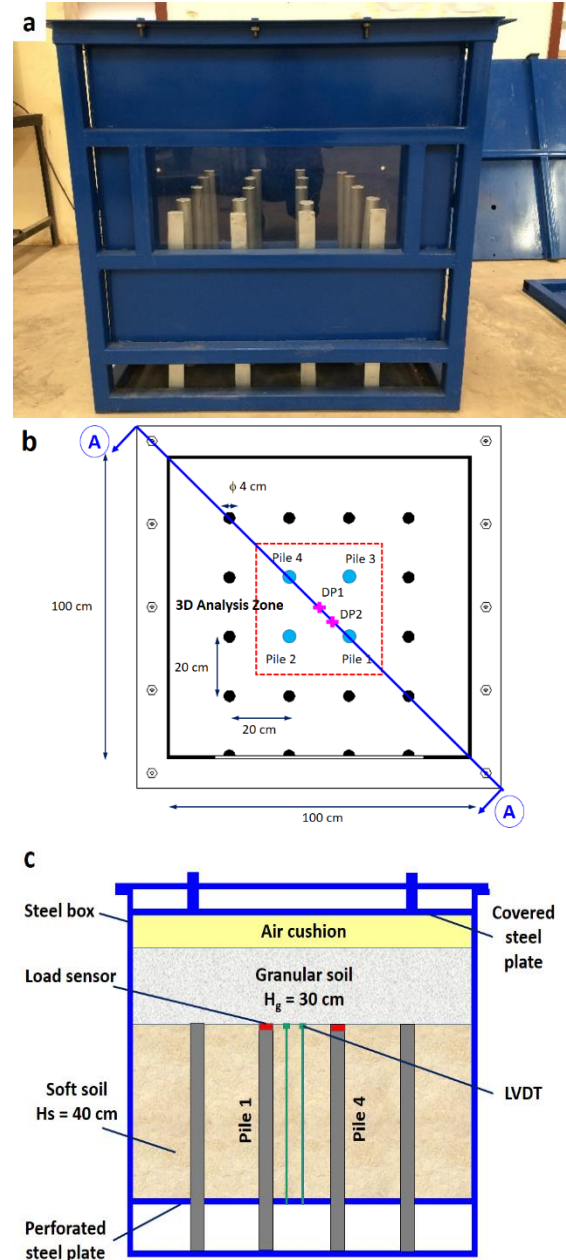 a
b
A
ϕ 4 cm
Pile 4
Pile 3
DP1
100 cm
3D Analysis Zone
DP2
Pile 2
Pile 1
20 cm
20 cm
100 cm
A
c
Steel box
Covered
steel
plate
Air cushion
Load sensor
Granular soil
Hg = 30 cm
Soft soil
Hs = 40 cm
Pile 1
Pile 4
LVDT
Perforated
steel plate